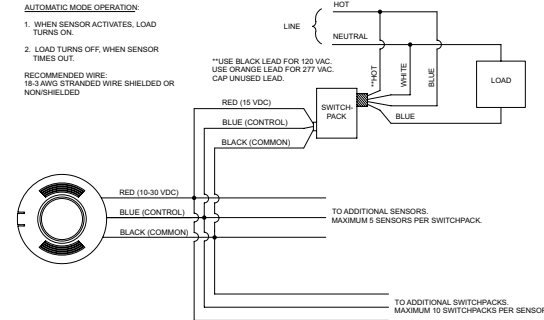 AUTOMATIC MODE OPERATION:
1. WHEN SENSOR ACTIVATES, LOAD
TURNS ON.
2. LOAD TURNS OFF, WHEN SENSOR
TIMES OUT.
RECOMMENDED WIRE:
18-3 AWG STRANDED WIRE SHIELDED OR
NON/SHIELDED
HOT
LINE
NEUTRAL
**USE BLACK LEAD FOR 120 VAC.
USE ORANGE LEAD FOR 277 VAC.
CAP UNUSED LEAD.
**HOT
WHITE
BLUE
LOAD
RED (15 VDC)
SWITCH-
PACK
BLUE
BLUE (CONTROL)
BLACK (COMMON)
RED (10-30 VDC)
BLUE (CONTROL)
BLACK (COMMON)
TO ADDITIONAL SENSORS.
MAXIMUM 5 SENSORS PER SWITCHPACK.
TO ADDITIONAL SWITCHPACKS.
MAXIMUM 10 SWITCHPACKS PER SENSOR